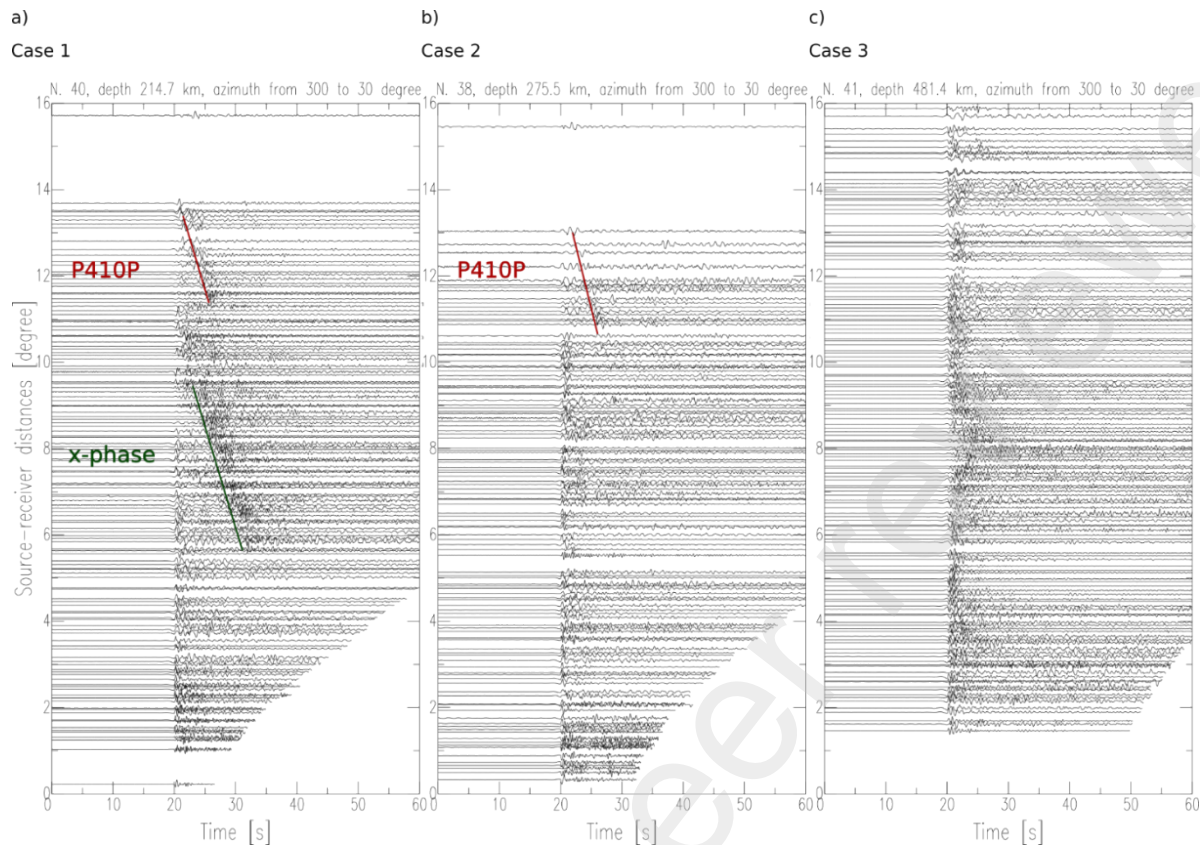 a)
Case 1
N. 40, depth 214.7 km, azimuth from 300 to 30 degree
16
14
12
10
8
6
4
2
0
P410P
x-phase
Source-receiver distances [degree]
0 10 20 30 40 50 60
Time [s]
b)
Case 2
N. 38, depth 275.5 km, azimuth from 300 to 30 degree
16
14
12
10
8
6
4
2
0
P410P
0 10 20 30 40 50 60
Time [s]
c)
Case 3
N. 41, depth 481.4 km, azimuth from 300 to 30 degree
16
14
12
10
8
6
4
2
0
0 10 20 30 40 50 60
Time [s]
eer review